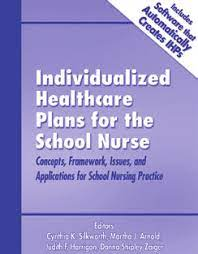 Includes
Software that
Automatically
Creates IHPs
Individualized
Healthcare
Plans for the
School Nurse
Concepts, Framework, Issues, and
Applications for School Nursing Practice
Editors
Cynthia K. Silkworth, Martha J. Arnold,
Judith F. Harrigan, Donna Shipley Zaiger